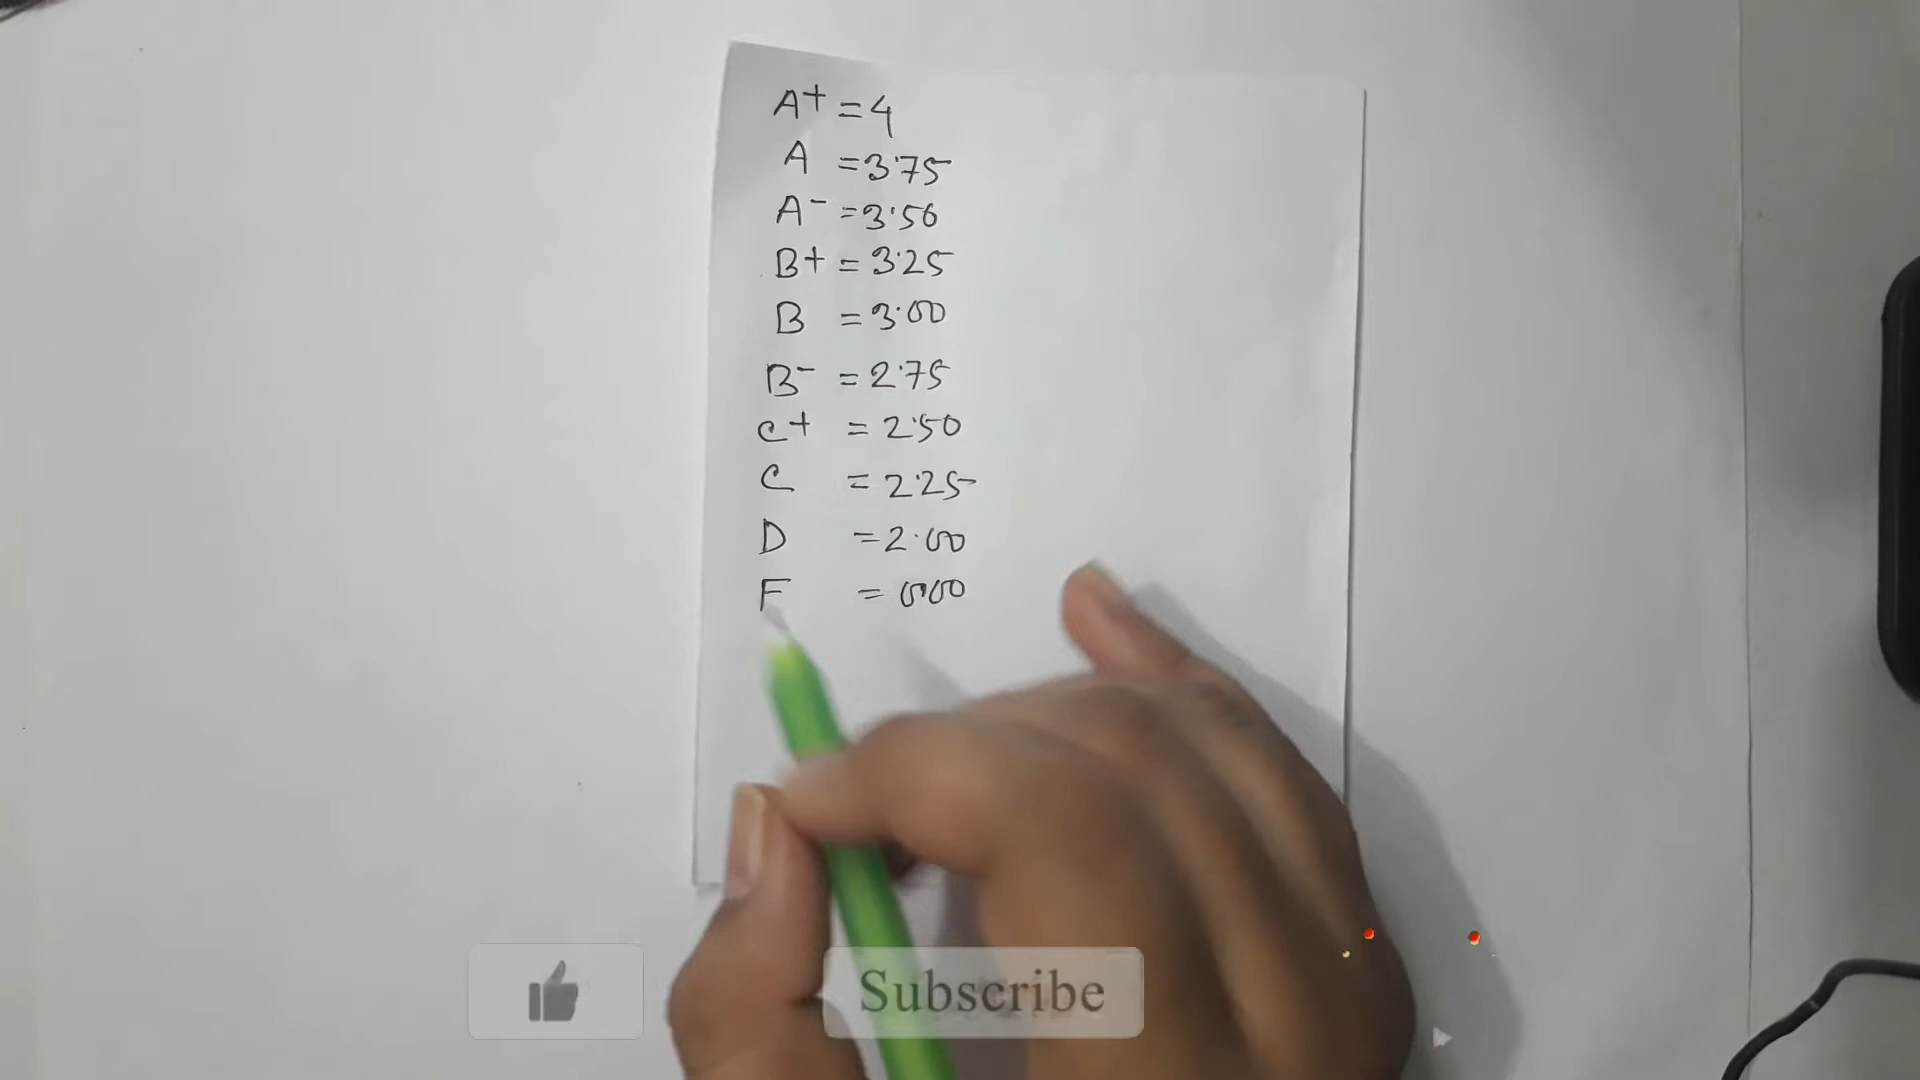 A+ = 4
A = 3.75
A- = 3.50
B+ = 3.25
B = 3.00
B- = 2.75
C+ = 2.50
C = 2.25
D = 2.00
F = 0.00
Subscribe